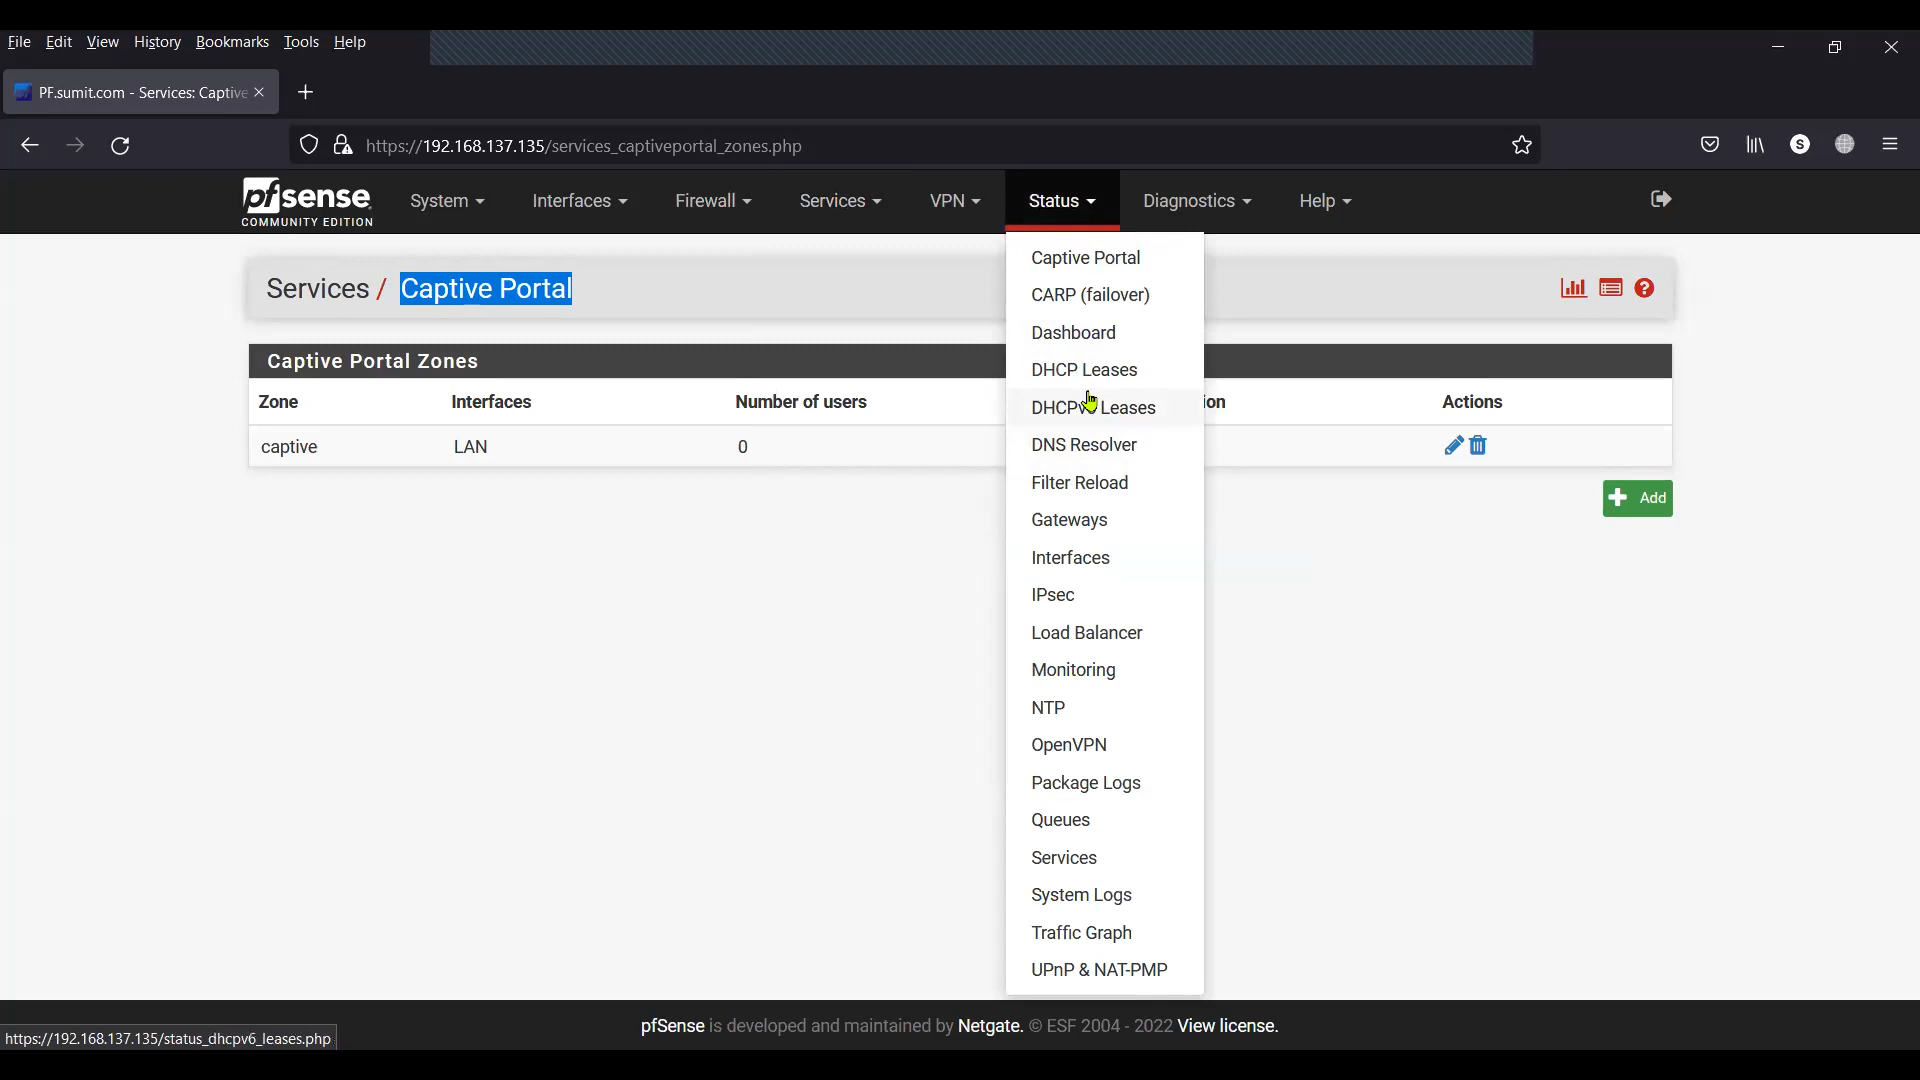 File Edit View History Bookmarks Tools Help
PF.sumit.com - Services: Captive
https://192.168.137.135/services_captiveportal_zones.php
S
pfsense
COMMUNITY EDITION
System Interfaces Firewall Services VPN Status Diagnostics Help
Services / Captive Portal
Captive Portal Zones
Zone Interfaces Number of users Actions
captive LAN 0
Add
Captive Portal
CARP (failover)
Dashboard
DHCP Leases
DHCPv6 Leases
DNS Resolver
Filter Reload
Gateways
Interfaces
IPsec
Load Balancer
Monitoring
NTP
OpenVPN
Package Logs
Queues
Services
System Logs
Traffic Graph
UPnP & NAT-PMP
pfSense is developed and maintained by Netgate. © ESF 2004 - 2022 View license.
https://192.168.137.135/status_dhcpv6_leases.php